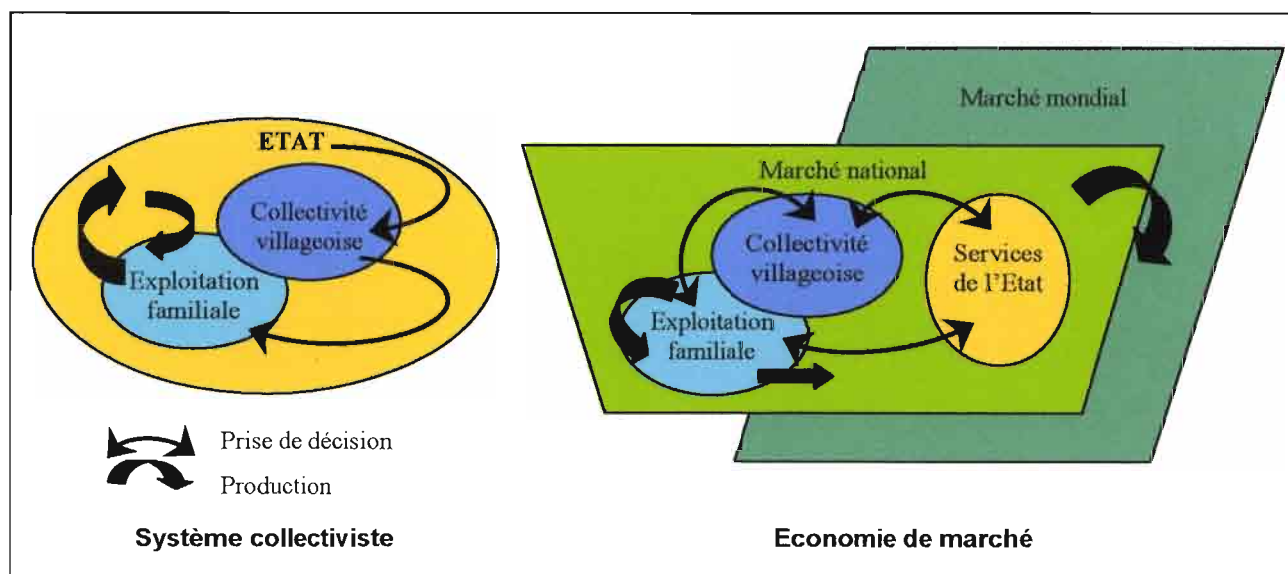 ETAT
Collectivité
villageoise
Exploitation
familiale
Prise de décision
Production
Système collectiviste
Marché mondial
Marché national
Collectivité
villageoise
Services
de l'Etat
Exploitation
familiale
Economie de marché